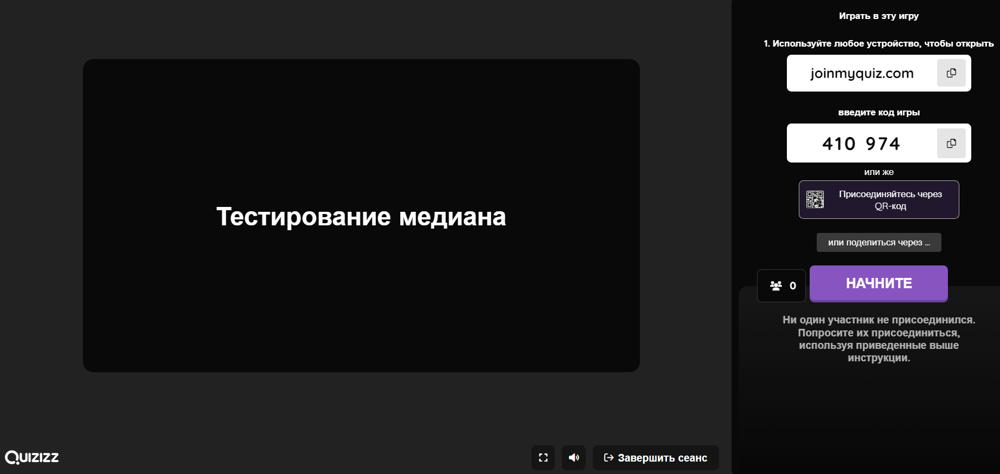 Тестирование медиана
QUIZIZZ
Завершить сеанс
Играть в эту игру
1. Используйте любое устройство, чтобы открыть
joinmyquiz.com
введите код игры
410 974
или же
Присоединяйтесь через
QR-код
или поделиться через ...
0
НАЧНИТЕ
Ни один участник не присоединился.
Попросите их присоединиться,
используя приведенные выше
инструкции.